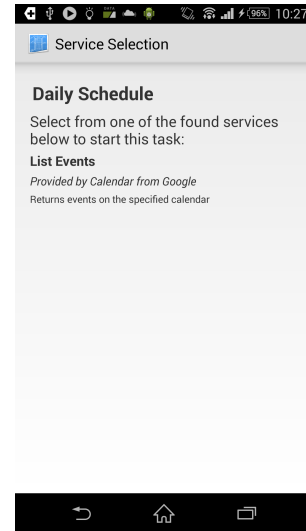 DATA
96% 10:27
Service Selection
Daily Schedule
Select from one of the found services
below to start this task:
List Events
Provided by Calendar from Google
Returns events on the specified calendar